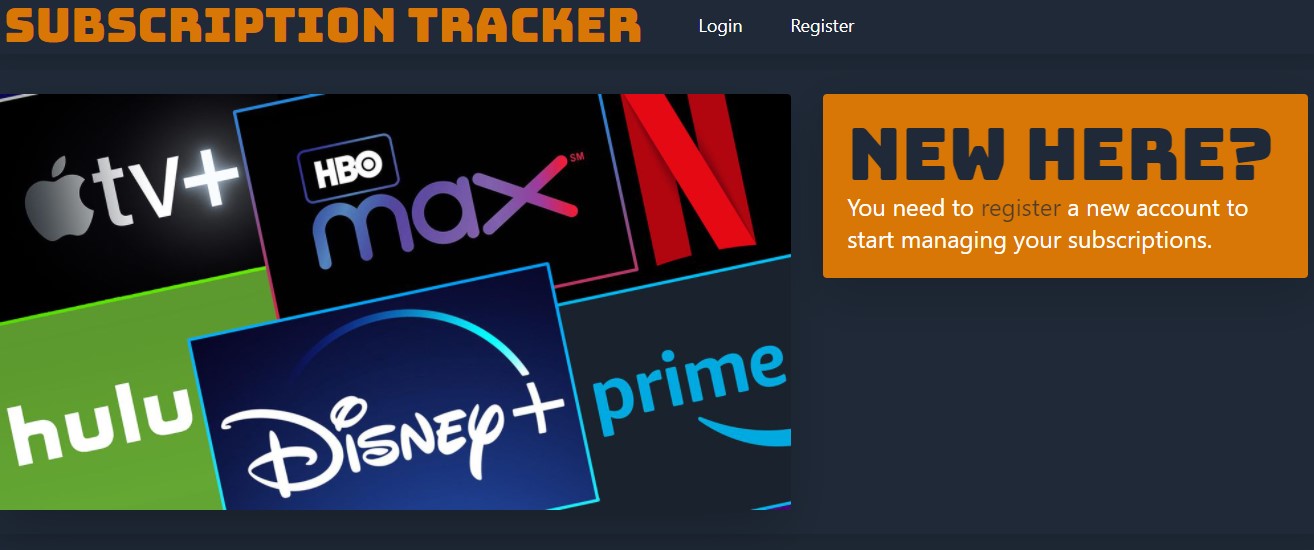 SUBSCRIPTION TRACKER
Login
Register
tv+
HBO
max
SM
N
hulu
Disney+
prime
NEW HERE?
You need to register a new account to
start managing your subscriptions.